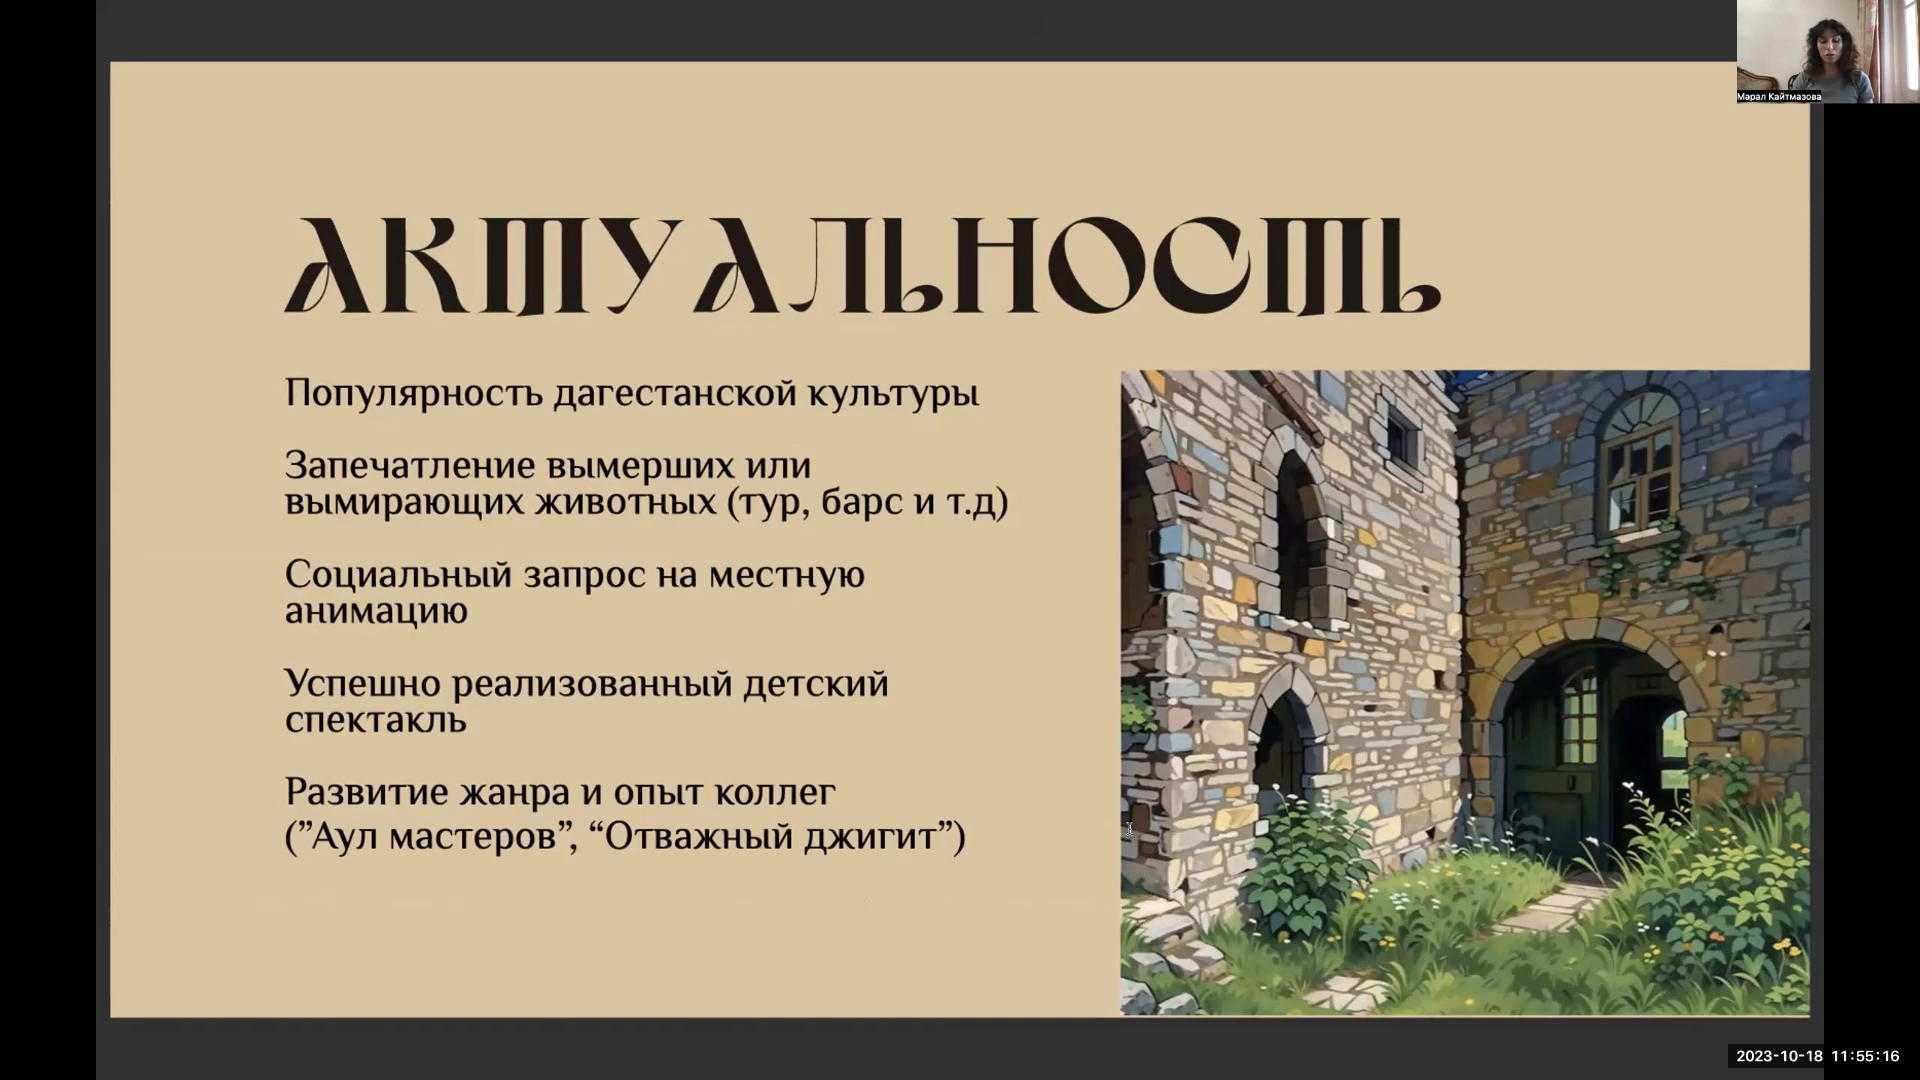 Марал Кайтмазова
АКТУАЛЬНОСТЬ
Популярность дагестанской культуры
Запечатление вымерших или
вымирающих животных (тур, барс и т.д)
Социальный запрос на местную
анимацию
Успешно реализованный детский
спектакль
Развитие жанра и опыт коллег
(”Аул мастеров”, “Отважный джигит”)
2023-10-18 11:55:16